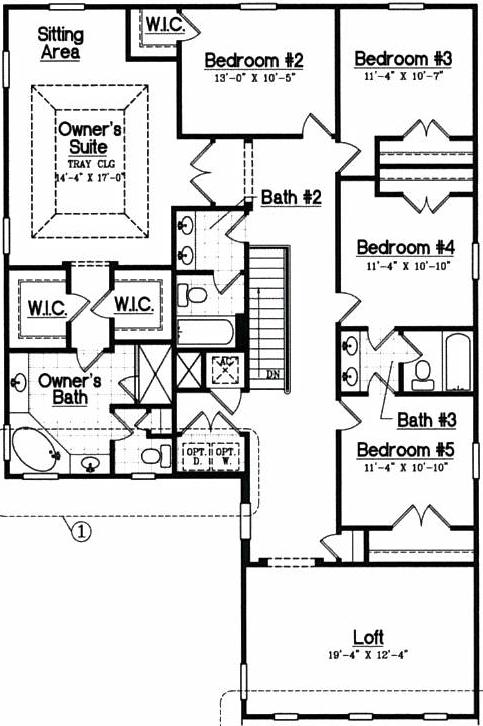 W.I.C.
Sitting
Area
Bedroom #2
13'-0" X 10'-5"
Bedroom #3
11'-4" X 10'-7"
Owner's
Suite
TRAY CLG
14'-4" X 17'-0"
Bath #2
Bedroom #4
11'-4" X 10'-10"
W.I.C.
W.I.C.
AC
DN
Owner's
Bath
Bath #3
Bedroom #5
11'-4" X 10'-10"
OPT.
D.
OPT.
W.
1
Loft
19'-4" X 12'-4"